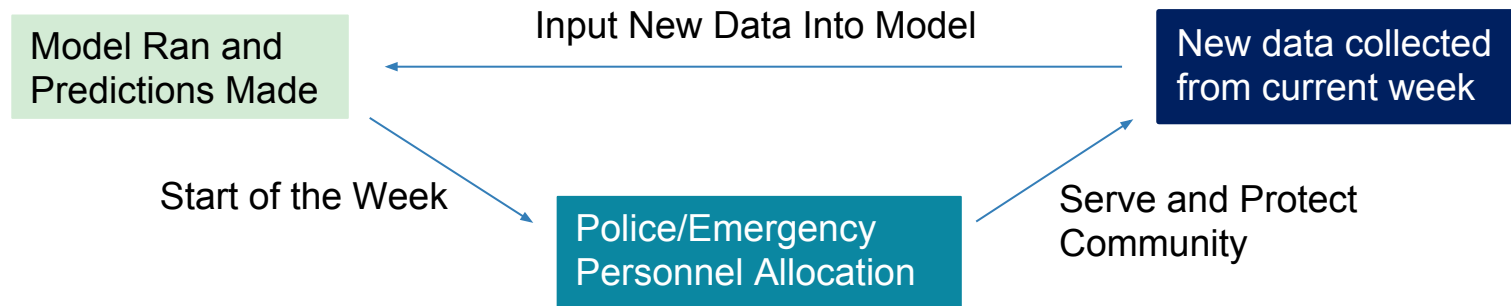 Input New Data Into Model
Model Ran and
Predictions Made
New data collected
from current week
Start of the Week
Police/Emergency
Personnel Allocation
Serve and Protect
Community